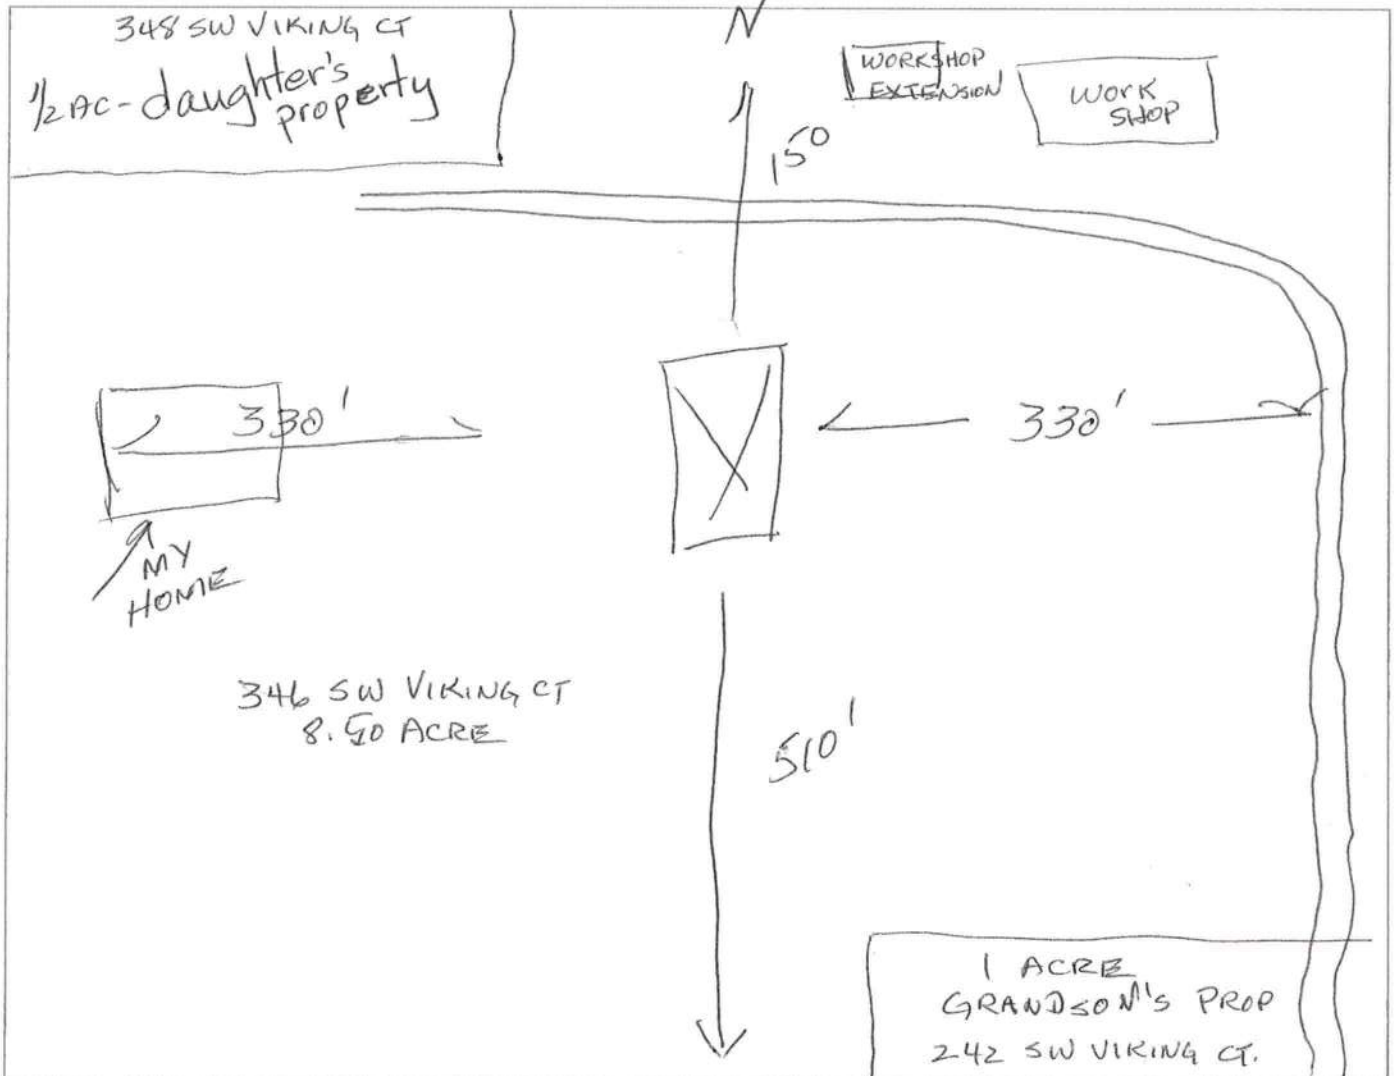 348 SW VIKING CT
1/2 AC - daughter's
property
N
WORKSHOP
EXTENSION
WORK
SHOP
150
330'
330'
MY
HOME
346 SW VIKING CT
8.50 ACRE
510'
1 ACRE
GRANDSON'S PROP
242 SW VIKING CT.